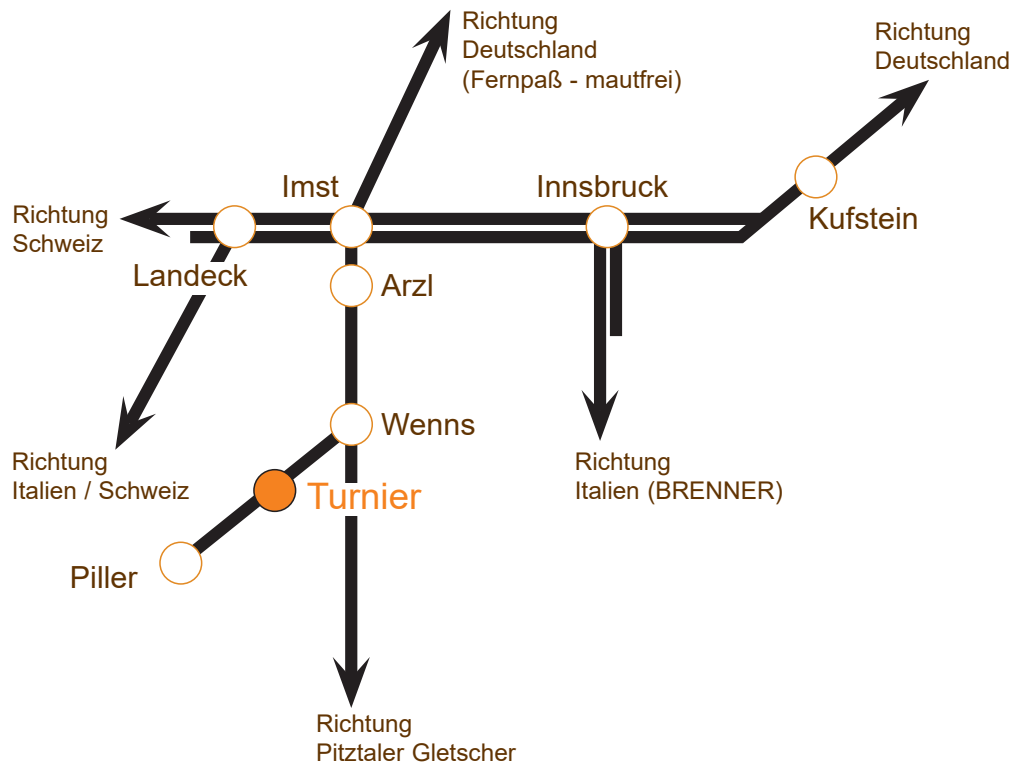 Richtung
Deutschland
(Fernpaß - mautfrei)
Richtung
Deutschland
Imst
Innsbruck
Richtung
Schweiz
Kufstein
Landeck
Arzl
Wenns
Richtung
Italien / Schweiz
Richtung
Italien (BRENNER)
Turnier
Piller
Richtung
Pitztaler Gletscher